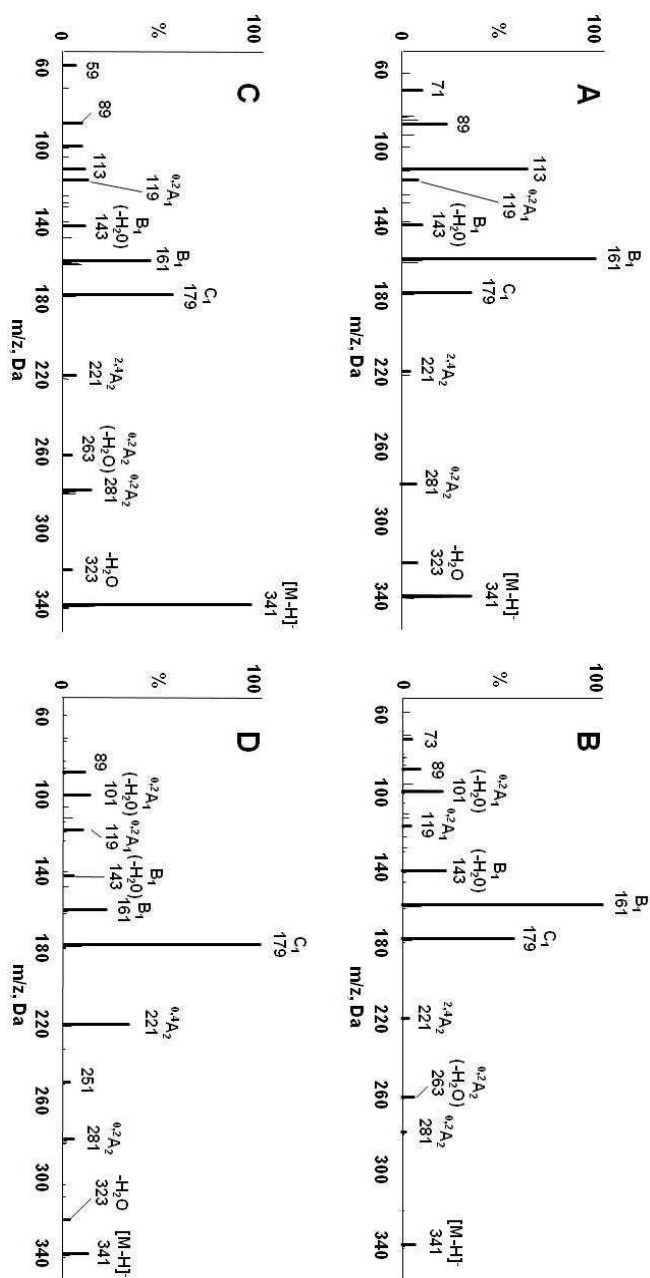 A
100
%
0
71
89
113
⁰,²A₁
119
B₁
(-H₂0)
143
B₁
161
C₁
179
²,⁴A₂
221
⁰,²A₂
281
-H₂O
323
[M-H]⁻
341
60 100 140 180 220 260 300 340
m/z, Da
B
100
%
0
73
89
⁰,²A₁
(-H₂0)
101
⁰,²A₁
119
B₁
(-H₂0)
143
B₁
161
C₁
179
²,⁴A₂
221
⁰,²A₂
(-H₂O)
263
⁰,²A₂
281
[M-H]⁻
341
60 100 140 180 220 260 300 340
m/z, Da
C
100
%
0
59
89
113
⁰,²A₁
119
B₁
(-H₂0)
143
B₁
161
C₁
179
²,⁴A₂
221
⁰,²A₂
(-H₂O)
263
⁰,²A₂
281
-H₂O
323
[M-H]⁻
341
60 100 140 180 220 260 300 340
m/z, Da
D
100
%
0
89
⁰,²A₁
(-H₂0)
101
⁰,²A₁
119
B₁
(-H₂0)
143
B₁
161
C₁
179
⁰,⁴A₂
221
251
⁰,²A₂
281
-H₂O
323
[M-H]⁻
341
60 100 140 180 220 260 300 340
m/z, Da